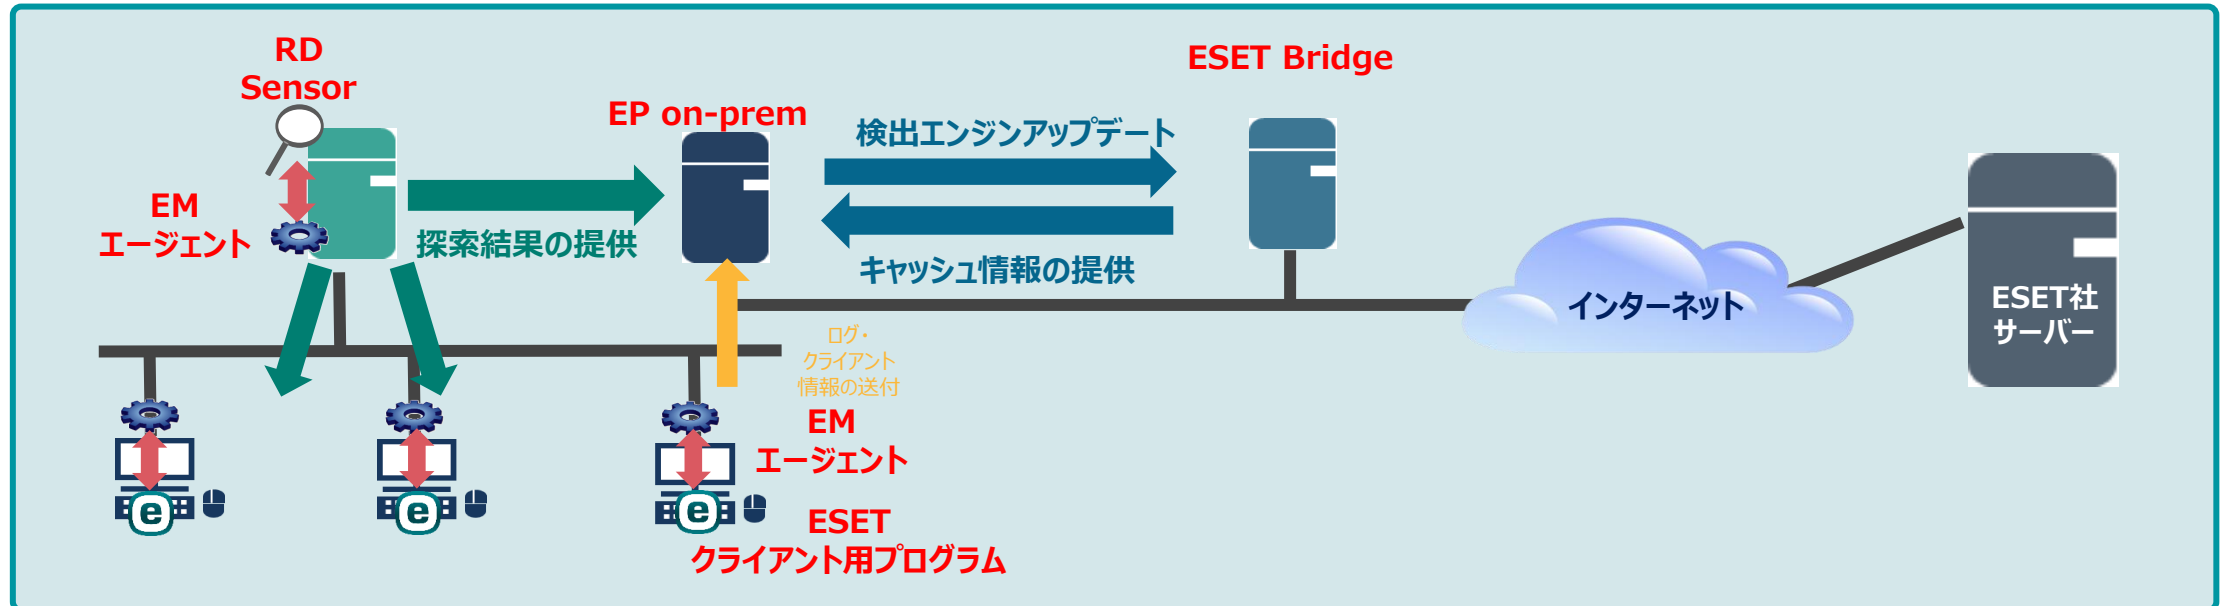 RD
Sensor
EP on-prem
ESET Bridge
検出エンジンアップデート
EM
エージェント
探索結果の提供
キャッシュ情報の提供
インターネット
ESET社
サーバー
ログ・
クライアント
情報の送付
EM
エージェント
e
e
e
ESET
クライアント用プログラム